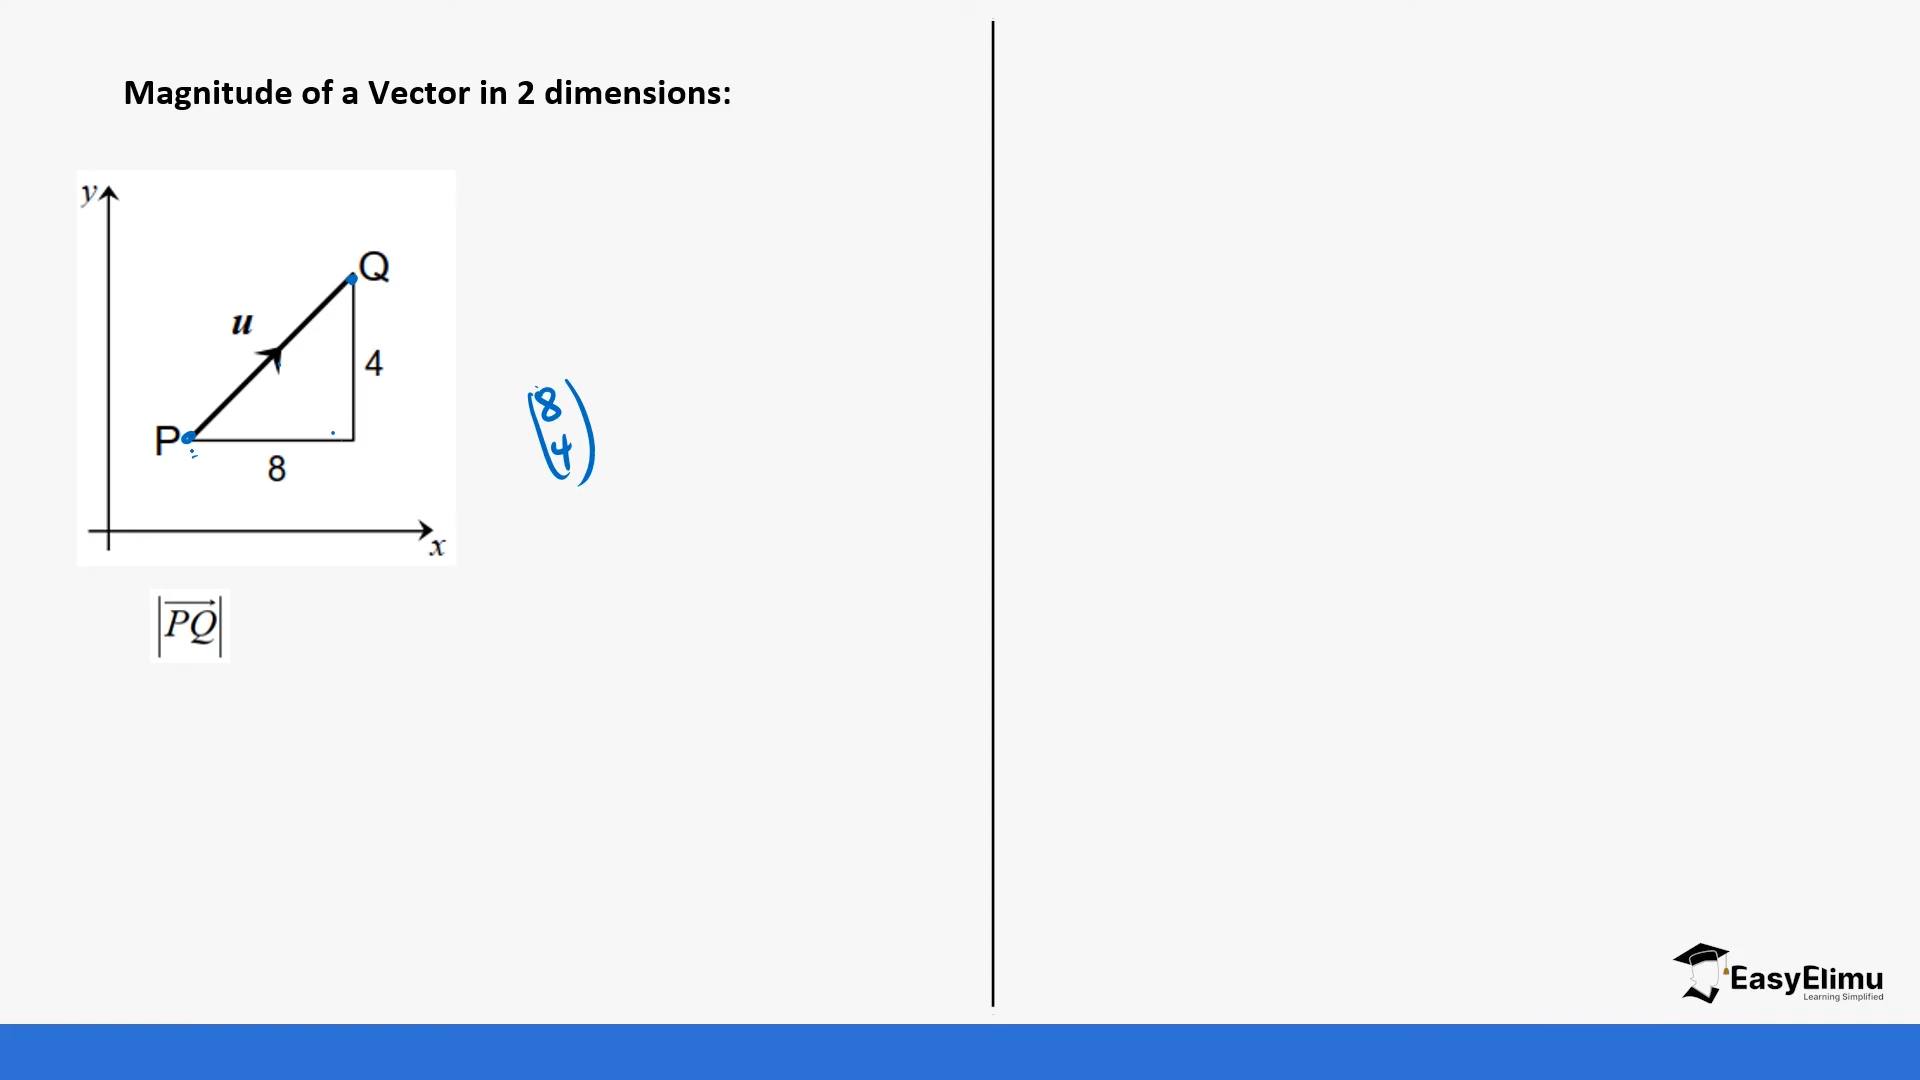 Magnitude of a Vector in 2 dimensions:
y
Q
u
4
P
8
x
8
4
|PQ|
EasyElimu
Learning Simplified